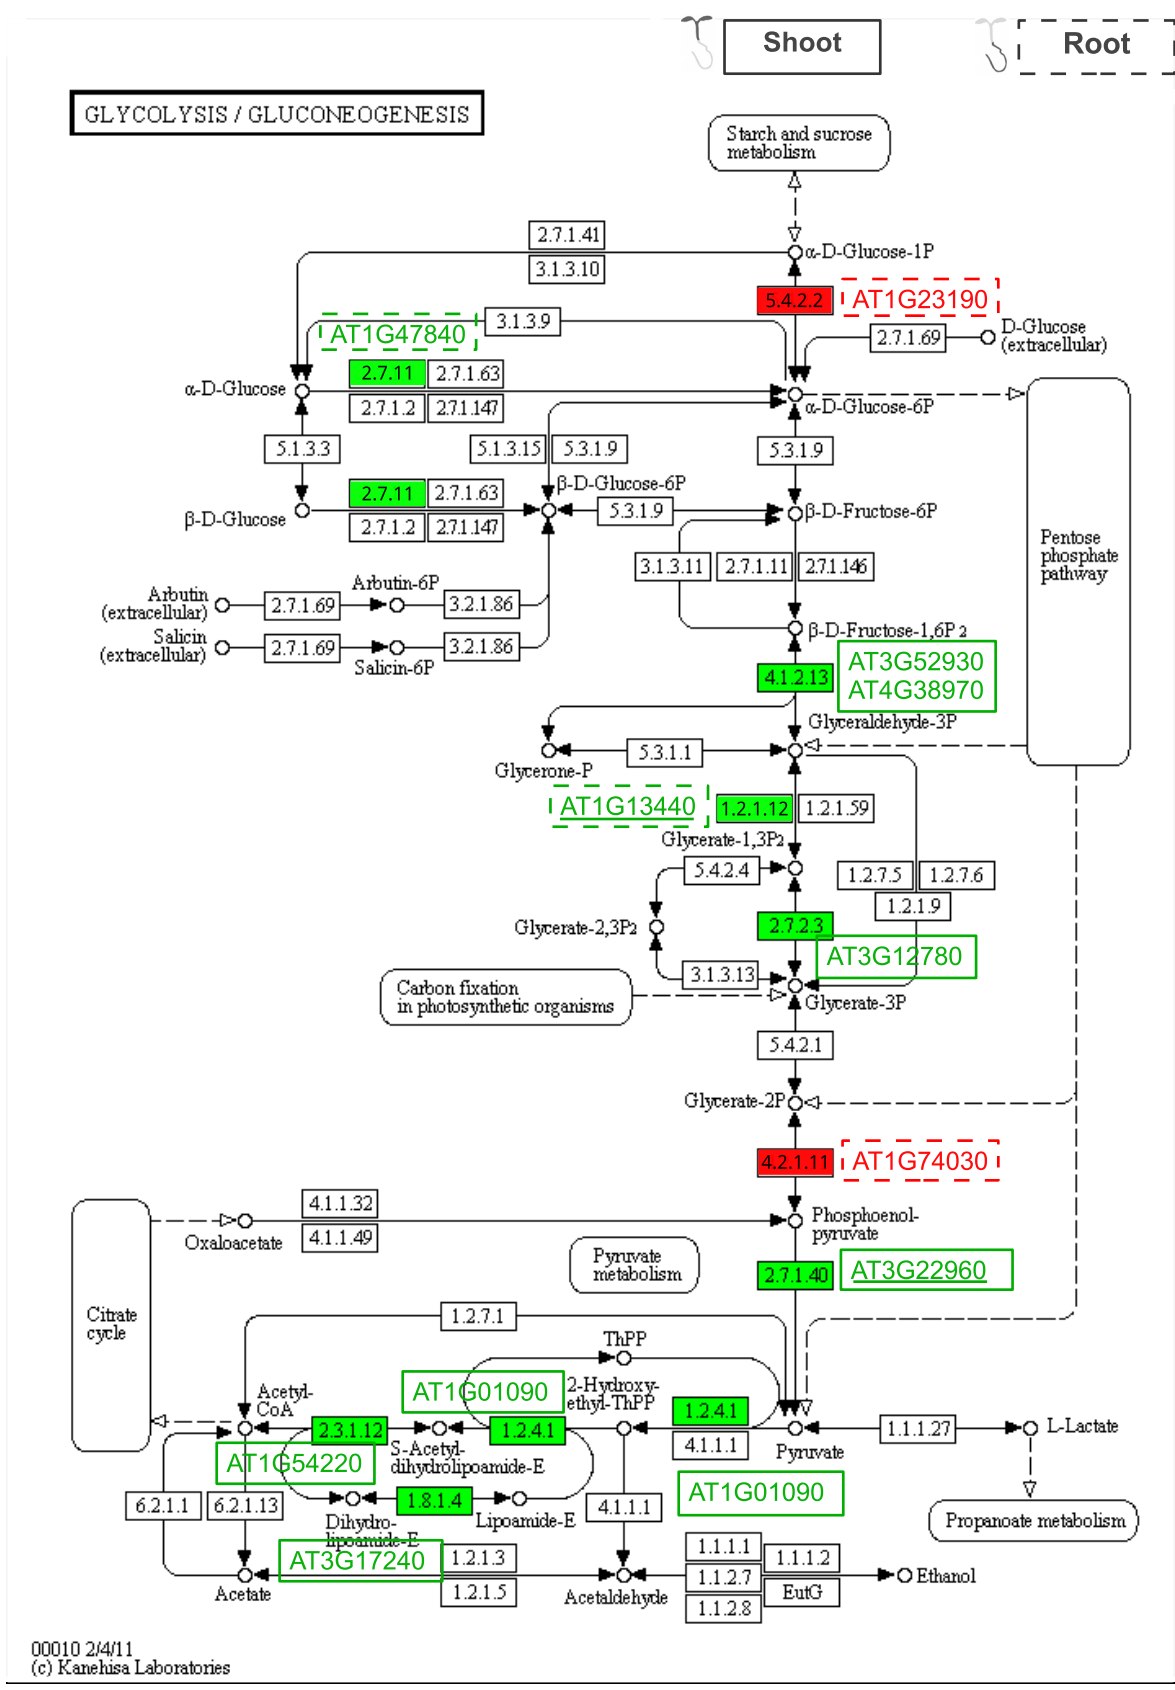 Shoot
Root
GLYCOLYSIS / GLUCONEOGENESIS
Starch and sucrose
metabolism
2.7.1.41
α-D-Glucose-1P
3.1.3.10
5.4.2.2
AT1G23190
AT1G47840
3.1.3.9
2.7.1.69
D-Glucose
(extracellular)
2.7.11
2.7.1.63
α-D-Glucose
2.7.1.2
2.7.1.147
α-D-Glucose-6P
5.1.3.3
5.1.3.15
5.3.1.9
5.3.1.9
β-D-Glucose-6P
2.7.11
2.7.1.63
β-D-Glucose
2.7.1.2
2.7.1.147
5.3.1.9
β-D-Fructose-6P
Pentose
phosphate
pathway
3.1.3.11
2.7.1.11
2.7.1.146
Arbutin
(extracellular)
2.7.1.69
Arbutin-6P
3.2.1.86
Salicin
(extracellular)
2.7.1.69
Salicin-6P
3.2.1.86
β-D-Fructose-1,6P2
AT3G52930
AT4G38970
4.1.2.13
Glyceraldehyde-3P
5.3.1.1
Glycerone-P
AT1G13440
1.2.1.12
1.2.1.59
Glycerate-1,3P2
5.4.2.4
1.2.7.5
1.2.7.6
1.2.1.9
Glycerate-2,3P2
2.7.2.3
AT3G12780
3.1.3.13
Carbon fixation
in photosynthetic organisms
Glycerate-3P
5.4.2.1
Glycerate-2P
4.2.1.11
AT1G74030
4.1.1.32
Oxaloacetate
4.1.1.49
Phosphoenol-
pyruvate
Pyruvate
metabolism
2.7.1.40
AT3G22960
Citrate
cycle
1.2.7.1
ThPP
AT1G01090
2-Hydroxy-
ethyl-ThPP
Acetyl-
CoA
2.3.1.12
1.2.4.1
1.2.4.1
4.1.1.1
Pyruvate
1.1.1.27
L-Lactate
S-Acetyl-
dihydrolipoamide-E
AT1G54220
AT1G01090
6.2.1.1
6.2.1.13
1.8.1.4
4.1.1.1
Dihydro-
lipoamide-E
Lipoamide-E
Propanoate metabolism
AT3G17240
1.2.1.3
1.2.1.5
Acetate
Acetaldehyde
1.1.1.1
1.1.1.2
1.1.2.7
EutG
1.1.2.8
Ethanol
00010 2/4/11
(c) Kanehisa Laboratories